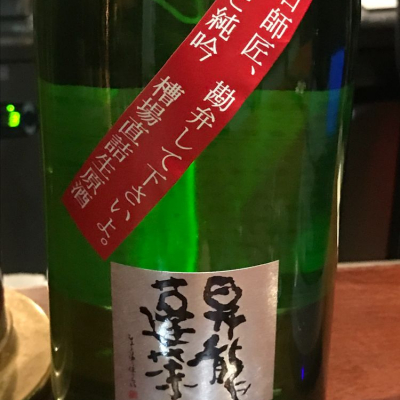 師匠、勘弁して下さいよ。
純吟 槽場直詰生原酒
昇龍
蓬莱